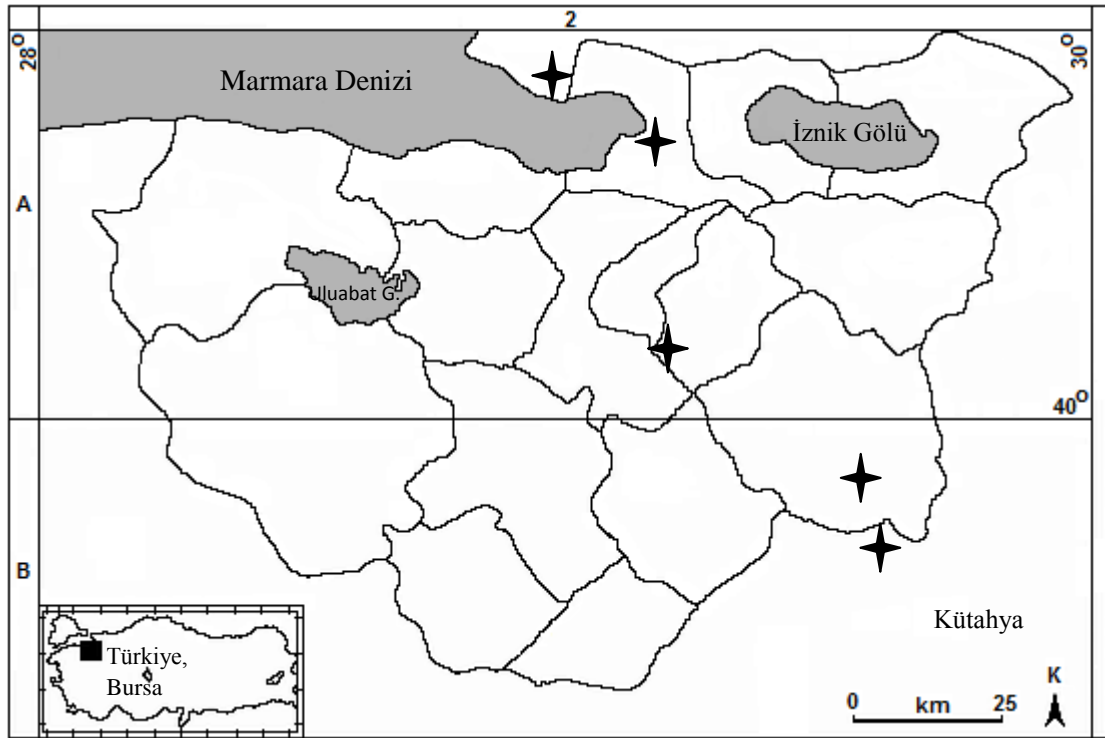 2
28°
30°
Marmara Denizi
İznik Gölü
A
Uluabat G.
40°
B
Kütahya
Türkiye,
Bursa
0 km 25
K